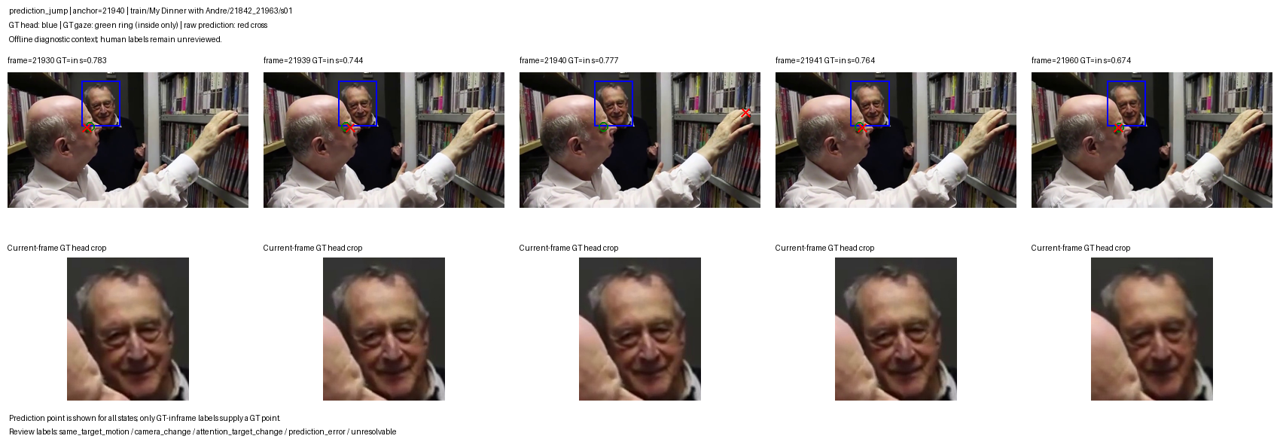 prediction_jump | anchor=21940 | train/My Dinner with Andre/21842_21963/s01
GT head: blue | GT gaze: green ring (inside only) | raw prediction: red cross
Offline diagnostic context; human labels remain unreviewed.
frame=21930 GT=in s=0.783
frame=21939 GT=in s=0.744
frame=21940 GT=in s=0.777
frame=21941 GT=in s=0.764
frame=21960 GT=in s=0.674
Current-frame GT head crop
Current-frame GT head crop
Current-frame GT head crop
Current-frame GT head crop
Current-frame GT head crop
Prediction point is shown for all states; only GT-inframe labels supply a GT point
Review labels: same_target_motion / camera_change / attention_target_change / prediction_error / unresolvable